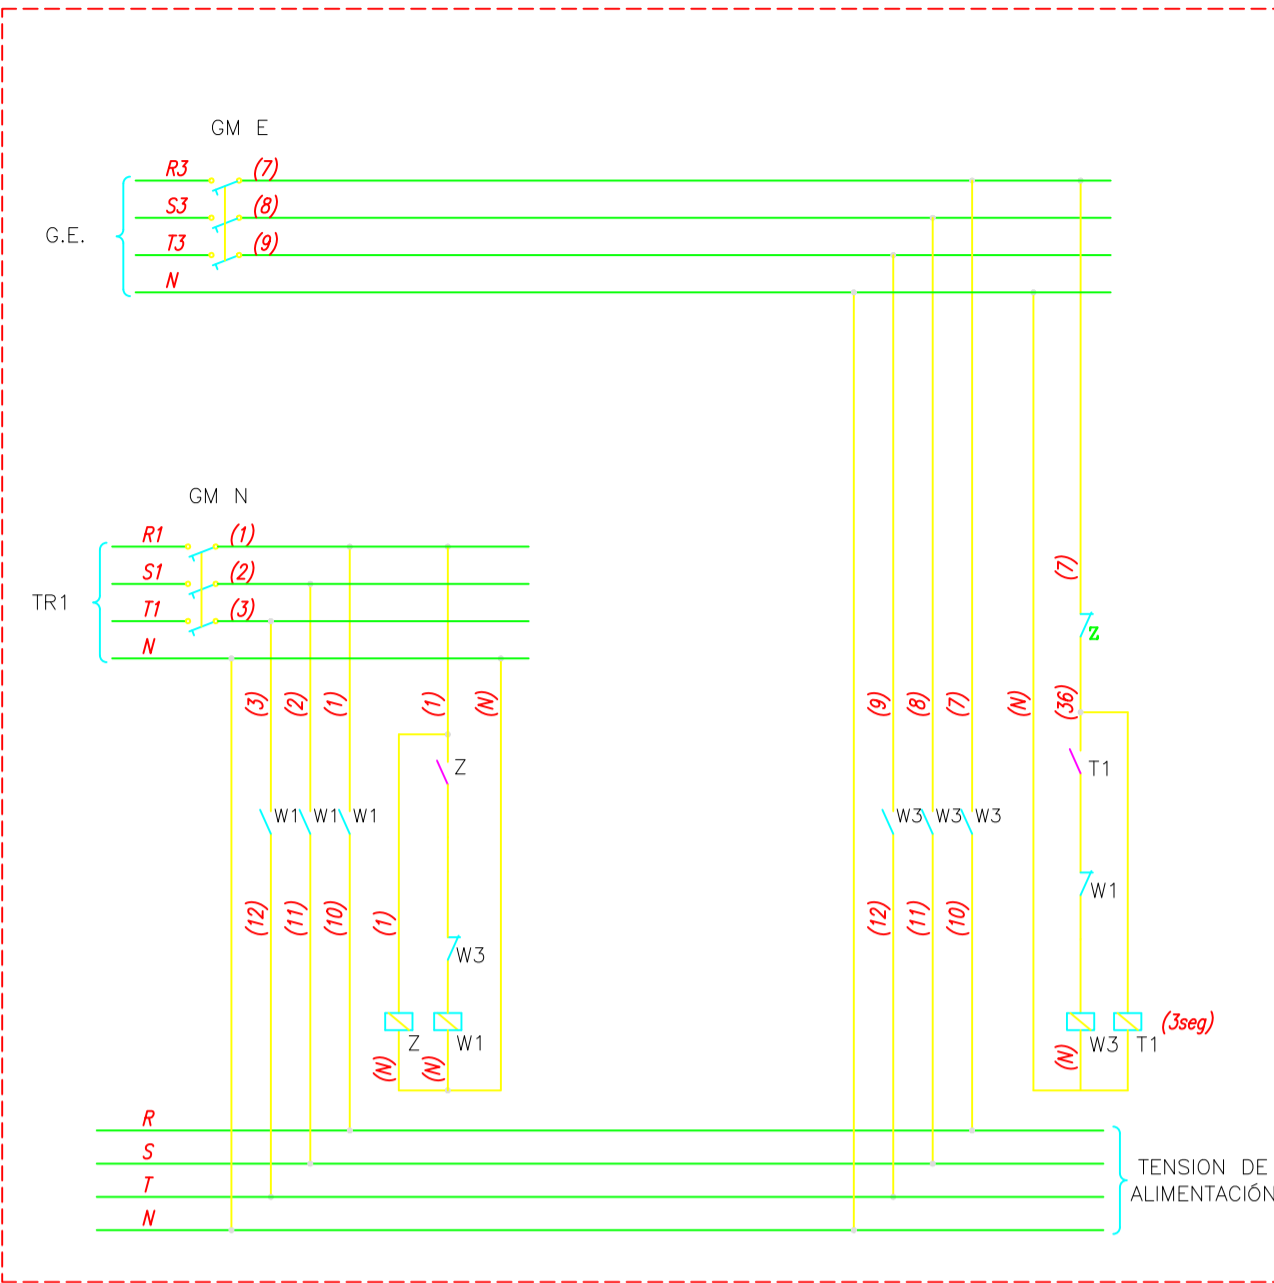 GM E
R3 (7)
S3 (8)
G.E.
T3 (9)
N
GM N
R1 (1)
S1 (2)
TR1
T1 (3)
N
(7)
Z
(3) (2) (1) (1) (N) (9) (8) (7) (N) (36)
Z T1
W1 W1 W1 W3 W3 W3
W1
(12) (11) (10) (1) (12) (11) (10)
W3
(3seg)
Z W1 W3 T1
(N) (N) (N)
R
S
T
N
TENSION DE
ALIMENTACIÓN